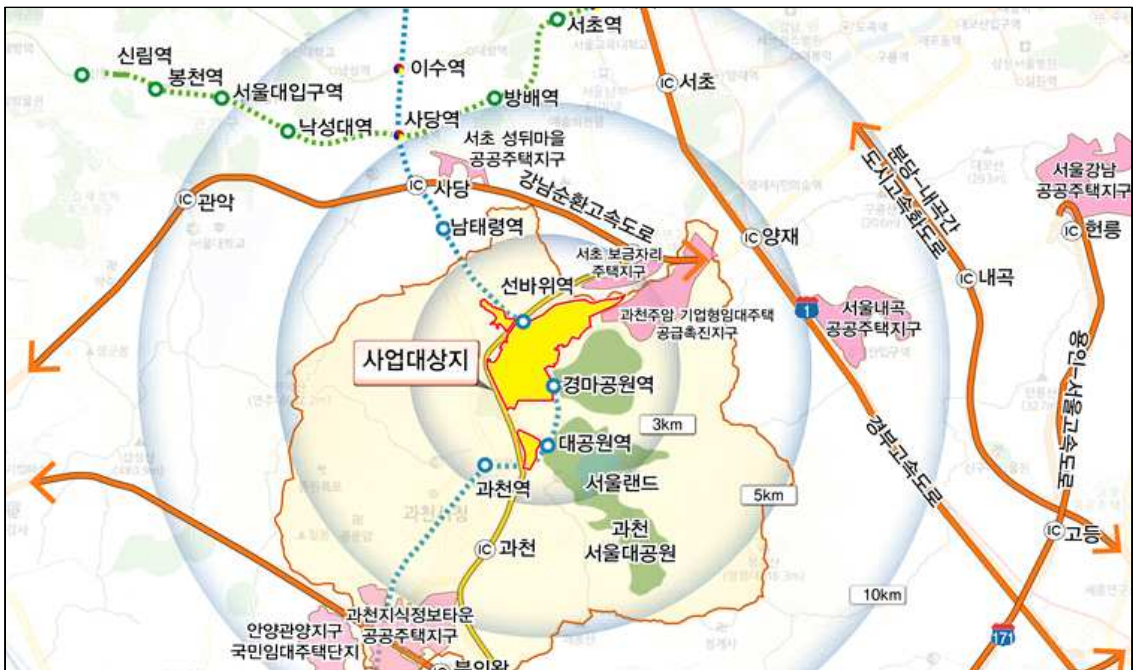 서초역
신림역
이수역
봉천역
서울대입구역
IC 서초
방배역
낙성대역
사당역
서초 성뒤마을
공공주택지구
분당-내곡간
도시고속화도로
서울강남
공공주택지구
IC 사당
IC 관악
강남순환고속도로
남태령역
IC 양재
IC 헌릉
서초 보금자리
주택지구
선바위역
IC 내곡
1
서울내곡
공공주택지구
과천주암 기업형임대주택
공급촉진지구
사업대상지
경마공원역
용인-서울고속도로
3km
경부고속도로
대공원역
서울랜드
과천역
5km
과천
서울대공원
IC 고등
IC 과천
10km
과천지식정보타운
공공주택지구
안양관양지구
국민임대주택단지
171
IC 북의왕